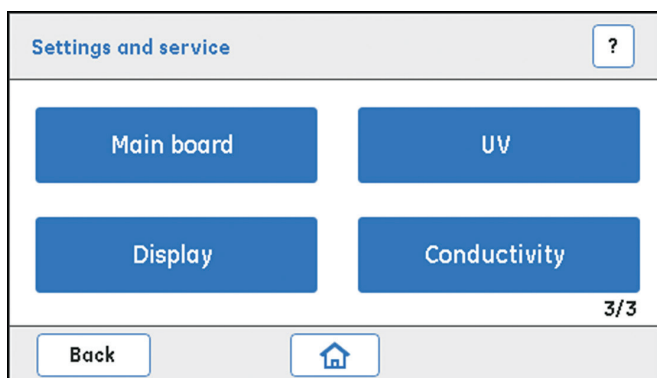 Settings and service
?
Main board
UV
Display
Conductivity
3/3
Back